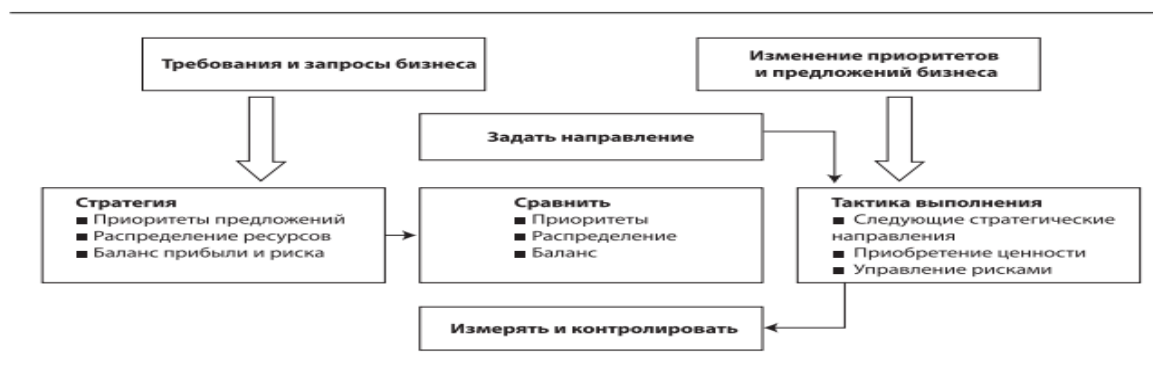 Требования и запросы бизнеса
Изменение приоритетов
и предложений бизнеса
Задать направление
Стратегия
■ Приоритеты предложений
■ Распределение ресурсов
■ Баланс прибыли и риска
Сравнить
■ Приоритеты
■ Распределение
■ Баланс
Тактика выполнения
■ Следующие стратегические
направления
■ Приобретение ценности
■ Управление рисками
Измерять и контролировать